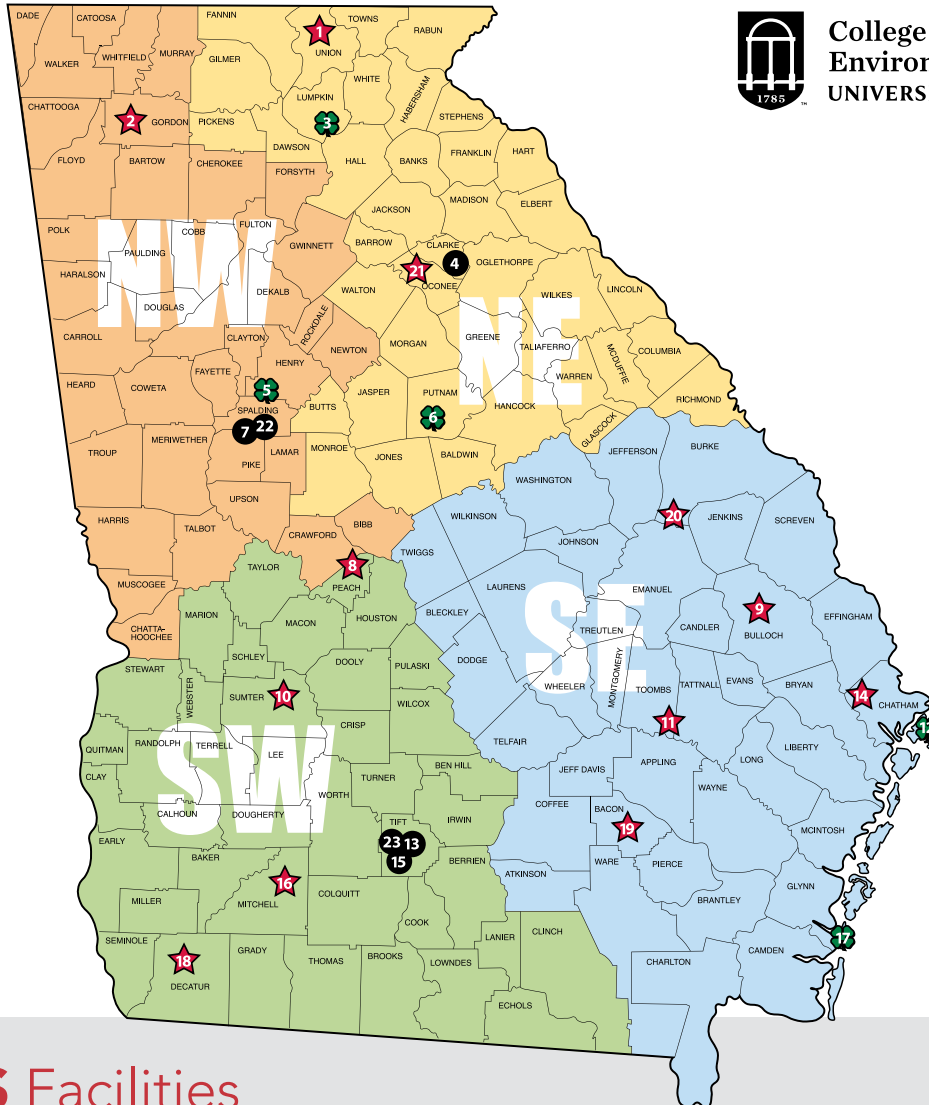 College
Environ
UNIVERS
1785
™
DADE
CATOOSA
FANNIN
TOWNS
1
RABUN
UNION
WALKER
WHITFIELD
MURRAY
GILMER
WHITE
HABERSHAM
CHATTOOGA
2
GORDON
PICKENS
LUMPKIN
3
STEPHENS
DAWSON
FLOYD
BARTOW
CHEROKEE
FORSYTH
HALL
BANKS
FRANKLIN
HART
JACKSON
MADISON
ELBERT
POLK
PAULDING
COBB
FULTON
GWINNETT
BARROW
CLARKE
4
OGLETHORPE
21
OCONEE
NW
HARALSON
DOUGLAS
DEKALB
WALTON
WILKES
LINCOLN
CARROLL
CLAYTON
ROCKDALE
NEWTON
MORGAN
GREENE
TALIAFERRO
NE
MCDUFFIE
COLUMBIA
WARREN
HEARD
COWETA
FAYETTE
HENRY
5
BUTTS
JASPER
PUTNAM
6
HANCOCK
GLASCOCK
RICHMOND
SPALDING
7
22
TROUP
MERIWETHER
PIKE
LAMAR
MONROE
JONES
BALDWIN
JEFFERSON
BURKE
UPSON
WASHINGTON
HARRIS
TALBOT
CRAWFORD
BIBB
WILKINSON
20
JENKINS
SCREVEN
TAYLOR
8
PEACH
TWIGGS
JOHNSON
MUSCOGEE
LAURENS
EMANUEL
9
BULLOCH
EFFINGHAM
CHATTA-
HOOCHEE
MARION
MACON
HOUSTON
BLECKLEY
SE
TREUTLEN
CANDLER
STEWART
WEBSTER
SCHLEY
DOOLY
PULASKI
DODGE
WHEELER
MONTGOMERY
TOOMBS
TATTNALL
EVANS
BRYAN
14
CHATHAM
SUMTER
10
WILCOX
11
CRISP
QUITMAN
RANDOLPH
TERRELL
LEE
SW
TELFAIR
LONG
LIBERTY
CLAY
TURNER
BEN HILL
JEFF DAVIS
APPLING
WAYNE
CALHOUN
DOUGHERTY
WORTH
TIFT
IRWIN
COFFEE
BACON
19
MCINTOSH
EARLY
BAKER
23
13
15
BERRIEN
ATKINSON
WARE
PIERCE
MILLER
MITCHELL
16
COLQUITT
COOK
BRANTLEY
GLYNN
SEMINOLE
18
DECATUR
GRADY
THOMAS
BROOKS
LOWNDES
LANIER
CLINCH
CHARLTON
CAMDEN
17
ECHOLS
S Facilities